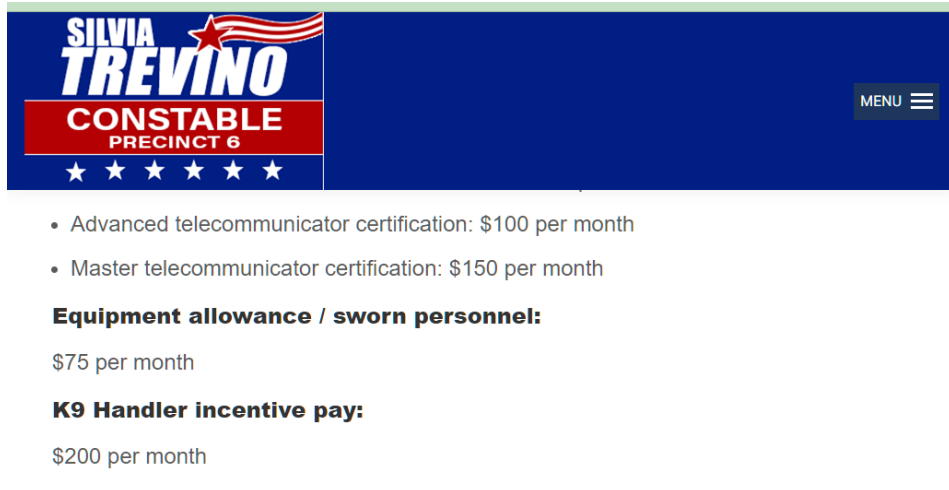 SILVIA
TREVINO
CONSTABLE
PRECINCT 6
MENU
• Advanced telecommunicator certification: $100 per month
• Master telecommunicator certification: $150 per month
Equipment allowance / sworn personnel:
$75 per month
K9 Handler incentive pay:
$200 per month